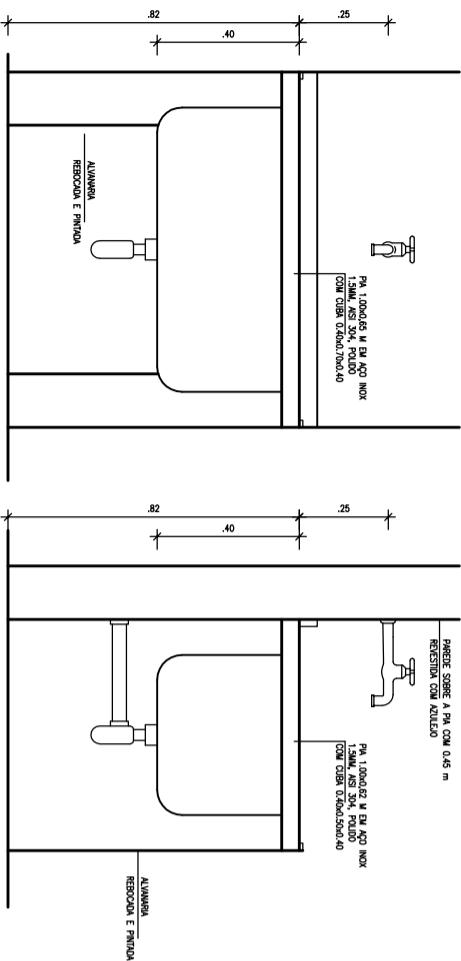 .82
.25
.40
ALVANARIA
REBOCADA E PINTADA
PIA 1.00x0,65 M EM AÇO INOX
1.5MM, AISI 304, POLIDO
COM CUBA 0.40x0.70x0.40
.82
.25
.40
PAREDE SOBRE A PIA COM 0.45 m
REVESTIDA COM AZULEJO
PIA 1.00x0,62 M EM AÇO INOX
1.5MM, AISI 304, POLIDO
COM CUBA 0.40x0.50x0.40
ALVANARIA
REBOCADA E PINTADA